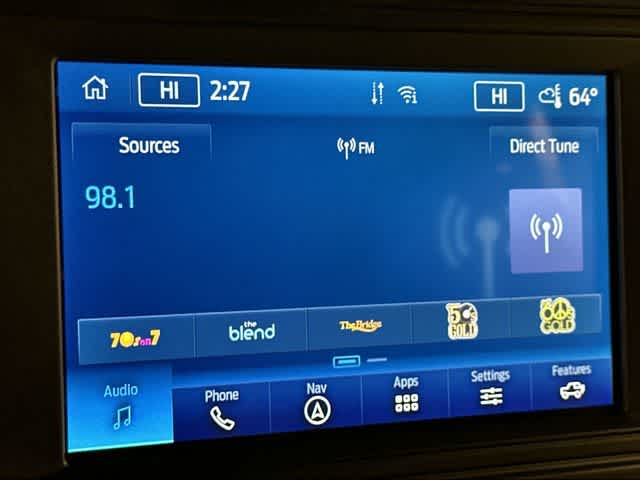 HI 2:27 HI 64°
Sources FM Direct Tune
98.1
70s on 7
the blend
The Bridge
50s GOLD
60s GOLD
Audio Phone Nav Apps Settings Features